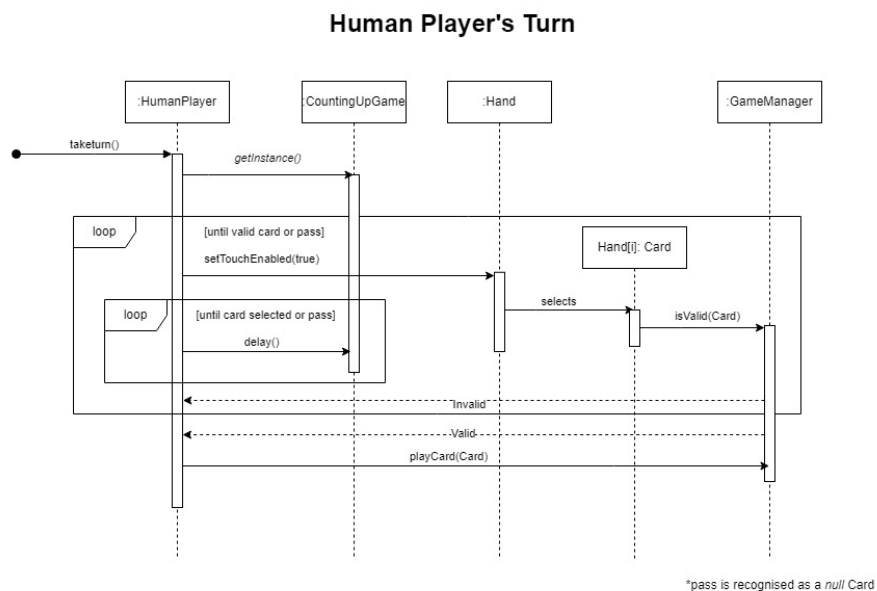 Human Player's Turn
:HumanPlayer
:CountingUpGame
:Hand
:GameManager
taketurn()
getInstance()
loop
[until valid card or pass]
Hand[i]: Card
setTouchEnabled(true)
selects
loop
[until card selected or pass]
isValid(Card)
delay()
Invalid
Valid
playCard(Card)
*pass is recognised as a null Card